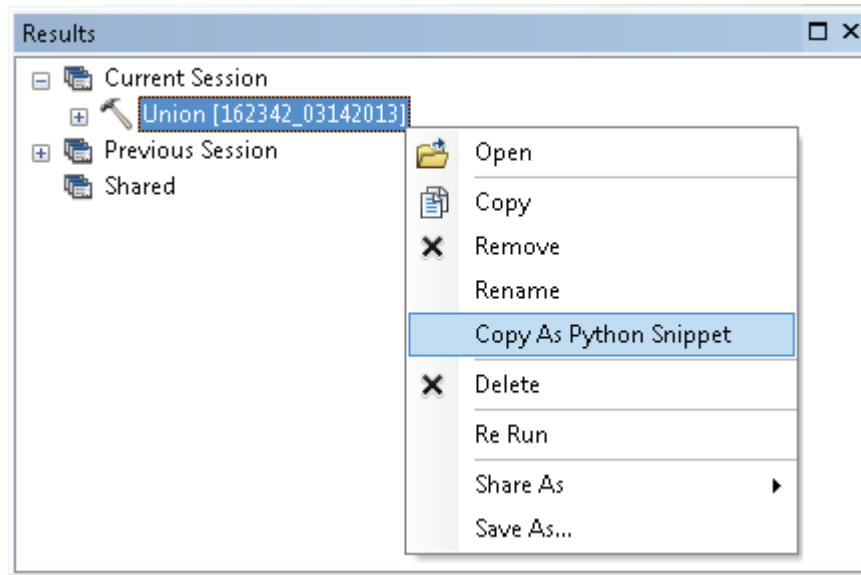 Results
Current Session
Union [162342_03142013]
Previous Session
Shared
Open
Copy
Remove
Rename
Copy As Python Snippet
Delete
Re Run
Share As
Save As...